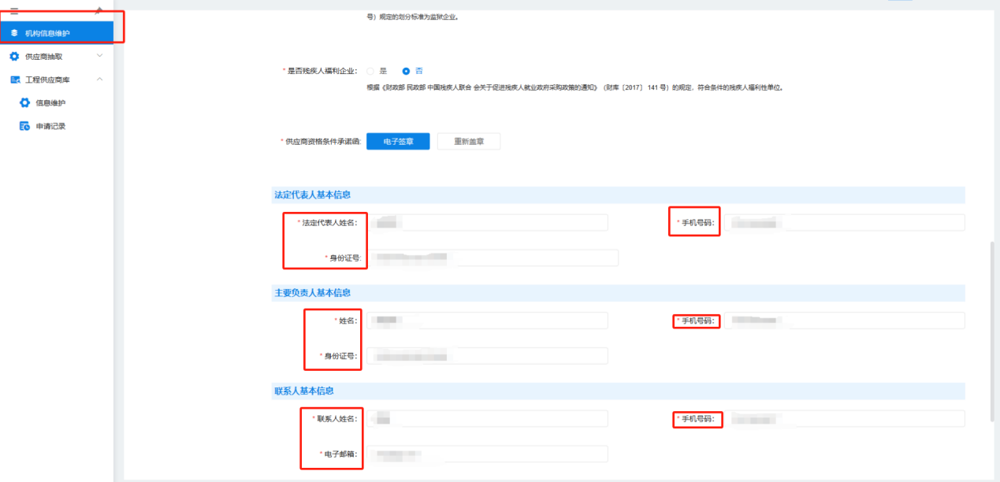 号）规定的划分标准为监狱企业。
机构信息维护
供应商抽取
工程供应商库
信息维护
申请记录
* 是否残疾人福利企业： 是 否
根据《财政部 民政部 中国残疾人联合 会关于促进残疾人就业政府采购政策的通知》（财库〔2017〕 141 号）的规定，符合条件的残疾人福利性单位。
* 供应商资格条件承诺函: 电子签章 重新盖章
法定代表人基本信息
* 法定代表人姓名： * 手机号码：
* 身份证号:
主要负责人基本信息
* 姓名： * 手机号码：
* 身份证号：
联系人基本信息
* 联系人姓名： * 手机号码：
* 电子邮箱：